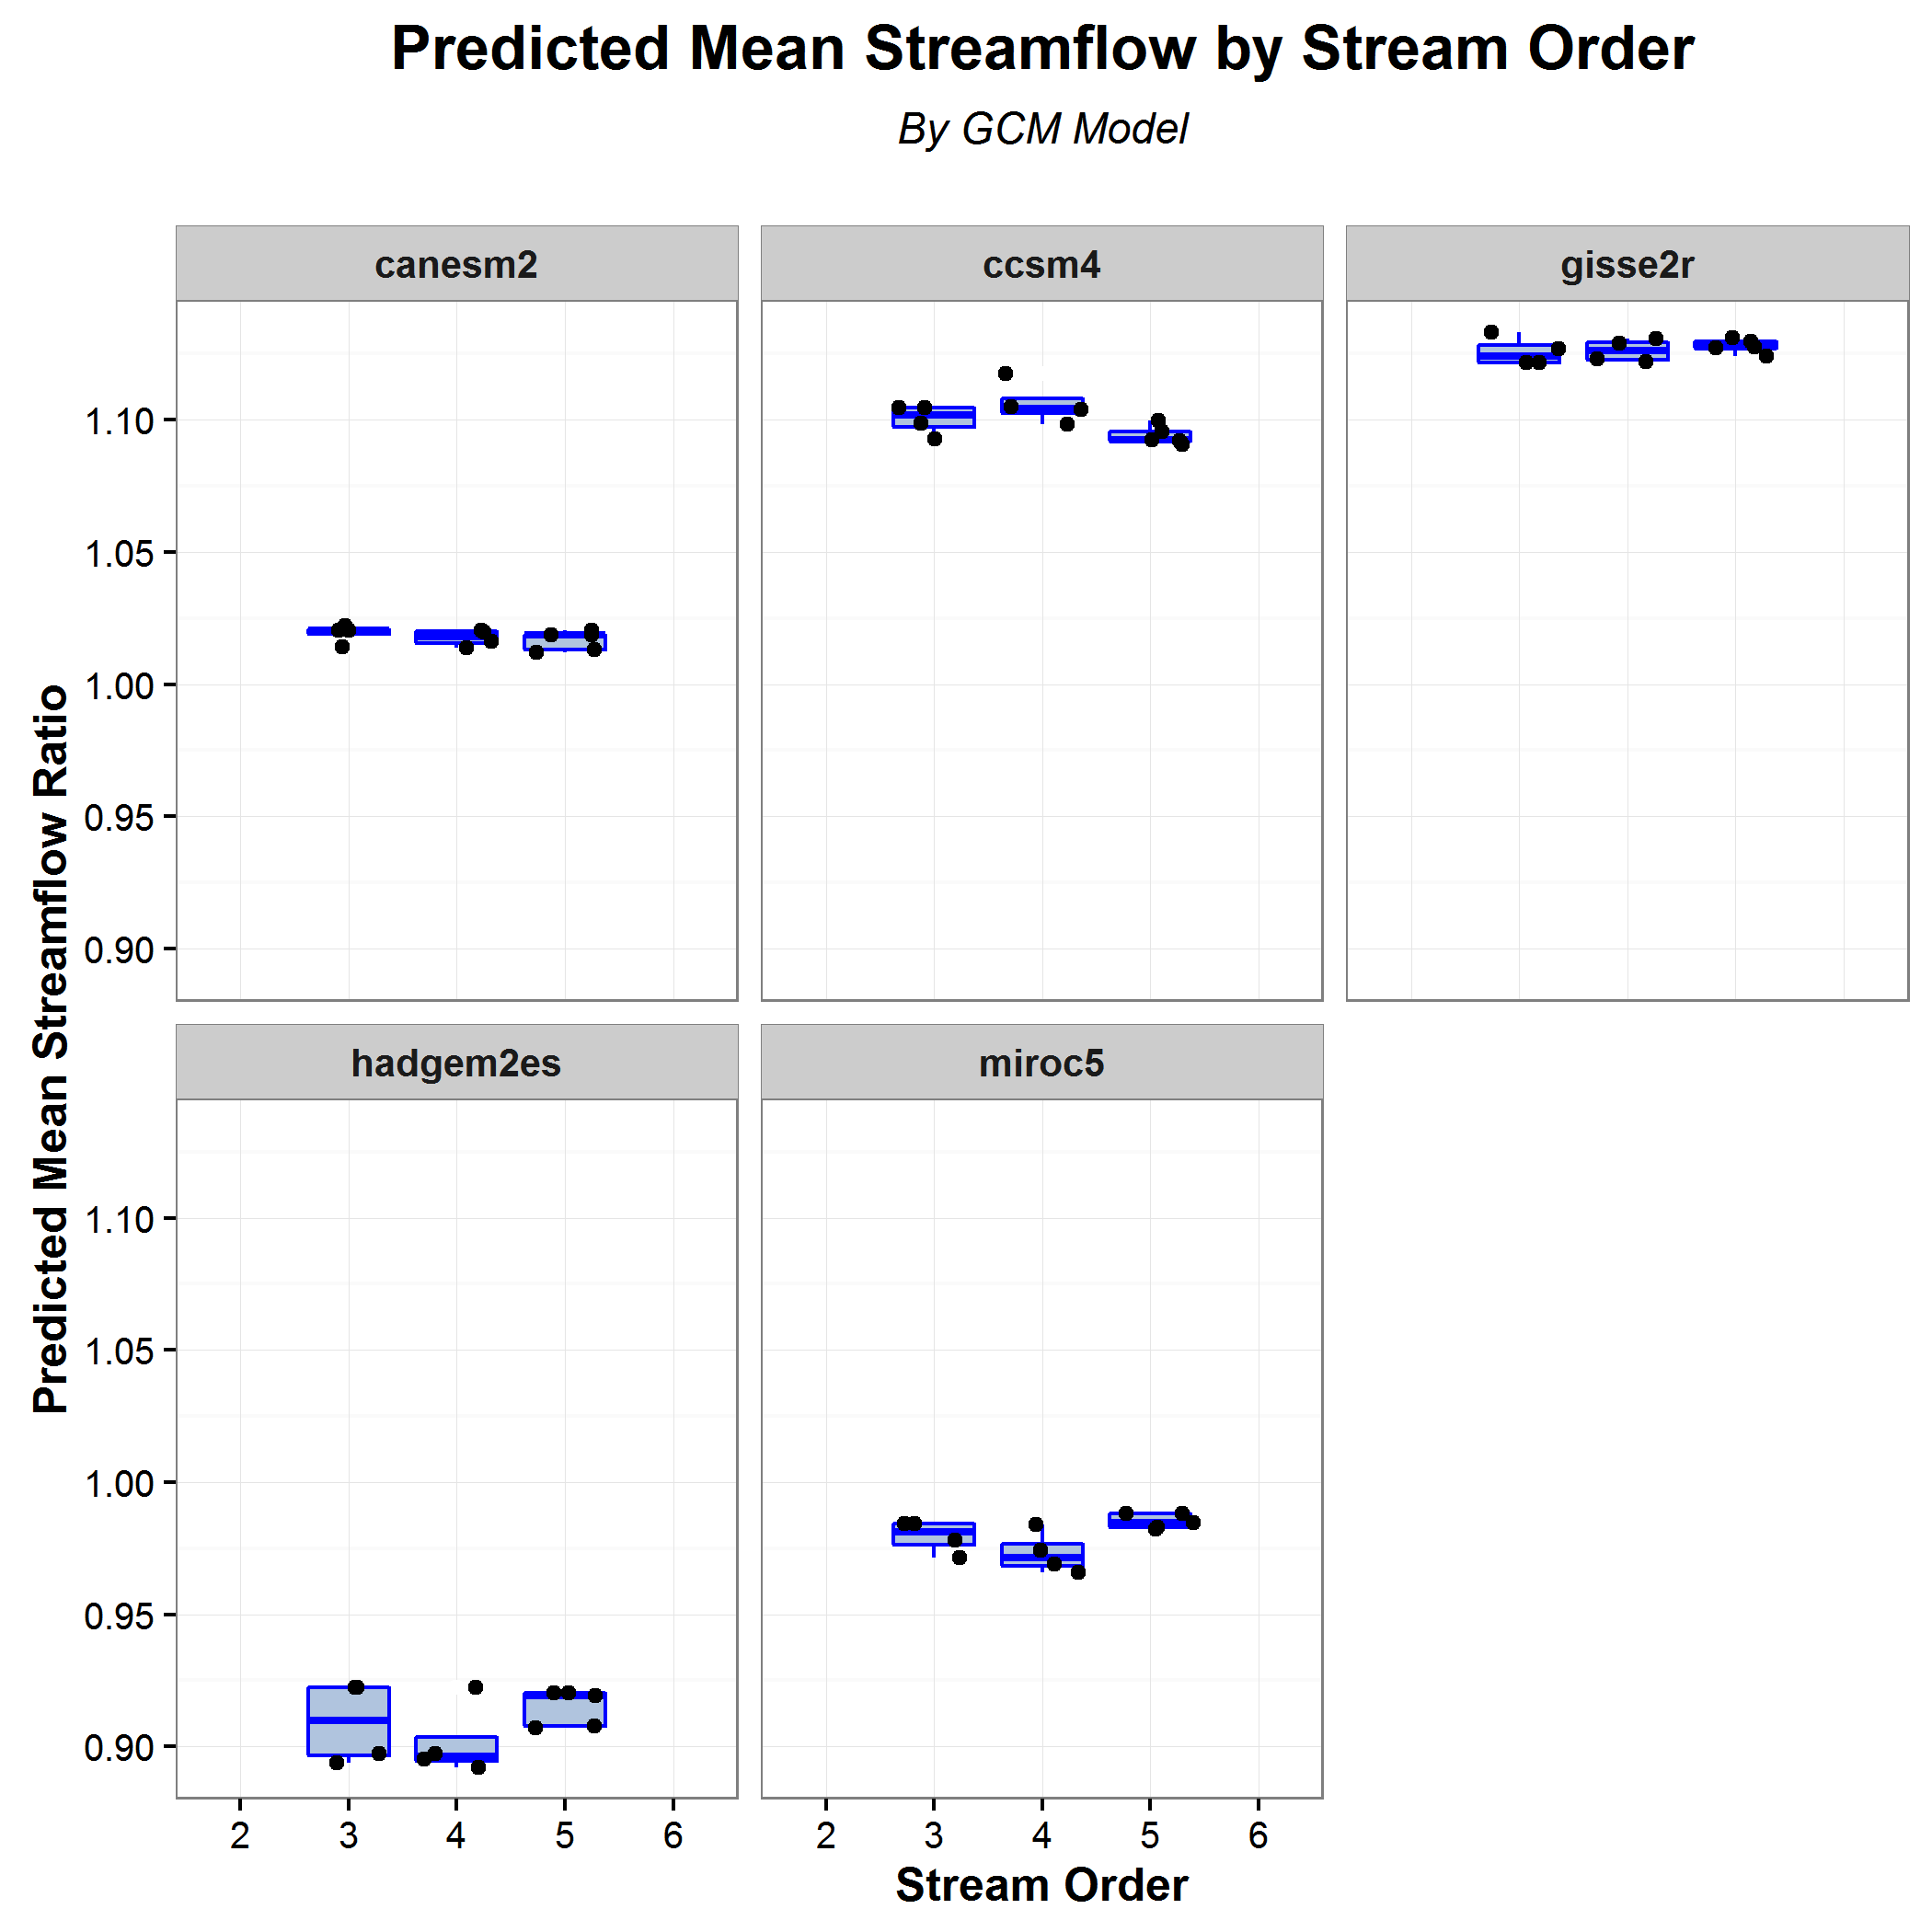 Predicted Mean Streamflow by Stream Order
By GCM Model
canesm2 ccsm4 gisse2r
1.10
1.05
1.00
0.95
0.90
Predicted Mean Streamflow Ratio
hadgem2es miroc5
1.10
1.05
1.00
0.95
0.90
2 3 4 5 6 2 3 4 5 6
Stream Order